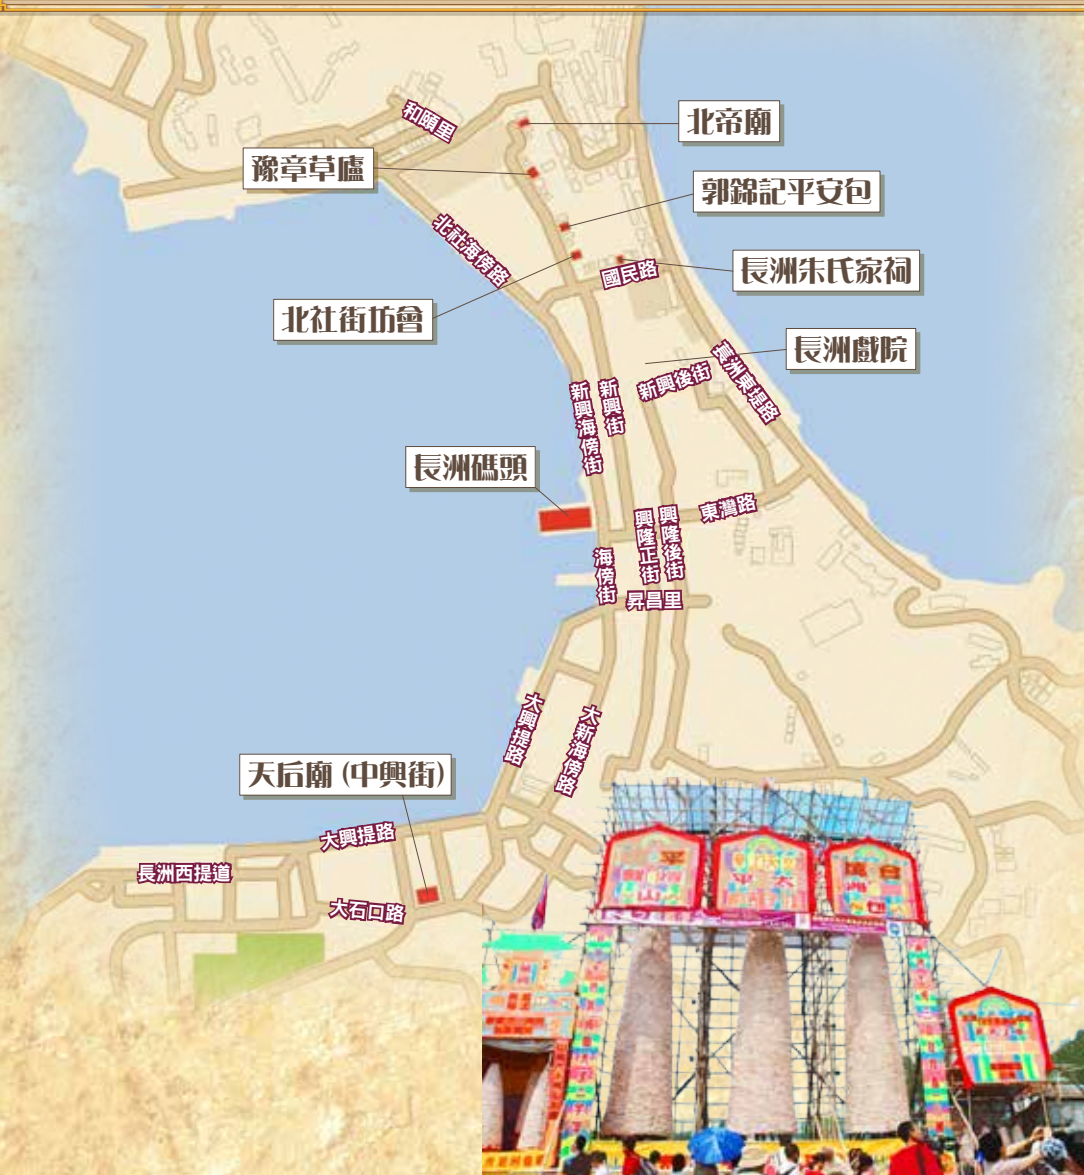 和頤里
北帝廟
豫章草廬
郭錦記平安包
北社海傍路
國民路
長洲朱氏家祠
北社街坊會
長洲戲院
長洲東堤路
新興後街
新興海傍街
新興街
長洲碼頭
東灣路
興隆正街
興隆後街
海傍街
昇昌里
大興提路
大新海傍路
天后廟 (中興街)
大興提路
長洲西提道
大石口路